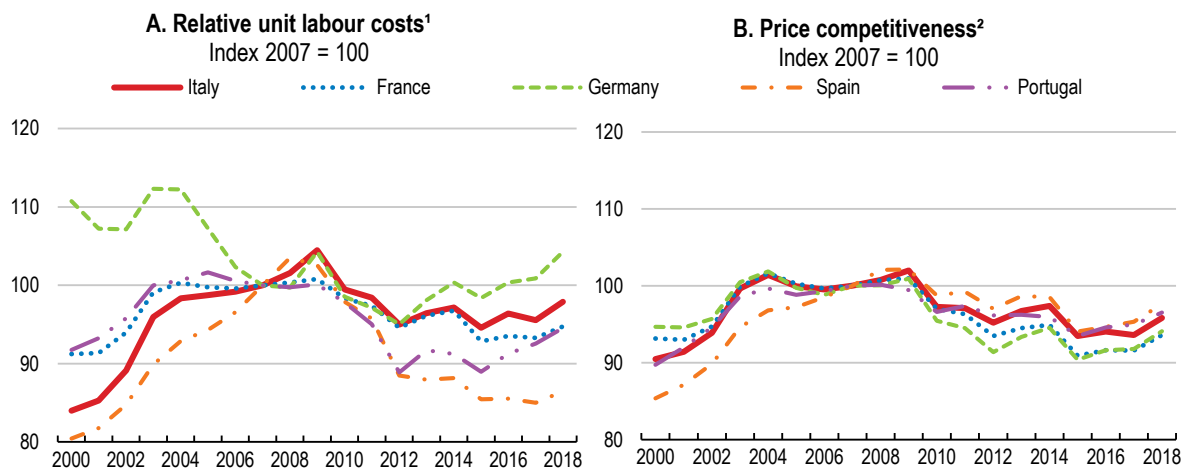 A. Relative unit labour costs¹
Index 2007 = 100
B. Price competitiveness²
Index 2007 = 100
Italy France Germany Spain Portugal
120
110
100
90
80
2000 2002 2004 2006 2008 2010 2012 2014 2016 2018
120
110
100
90
80
2000 2002 2004 2006 2008 2010 2012 2014 2016 2018